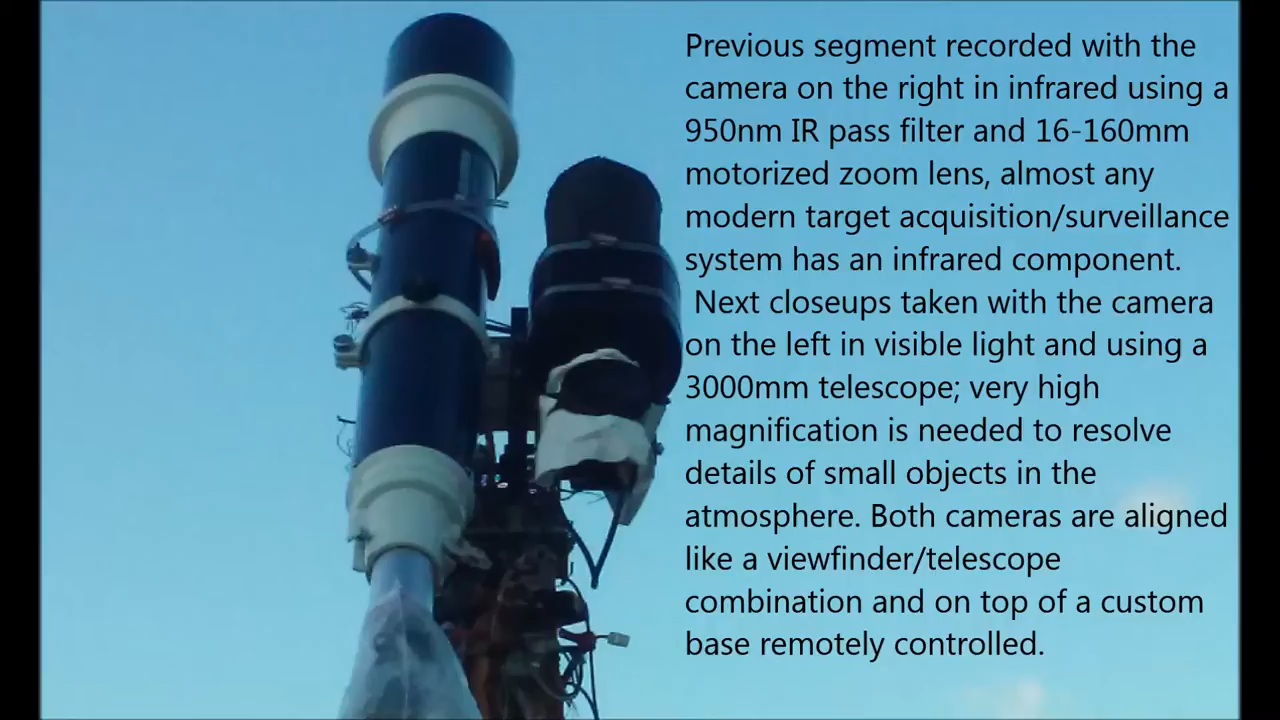 Previous segment recorded with the
camera on the right in infrared using a
950nm IR pass filter and 16-160mm
motorized zoom lens, almost any
modern target acquisition/surveillance
system has an infrared component.
Next closeups taken with the camera
on the left in visible light and using a
3000mm telescope; very high
magnification is needed to resolve
details of small objects in the
atmosphere. Both cameras are aligned
like a viewfinder/telescope
combination and on top of a custom
base remotely controlled.